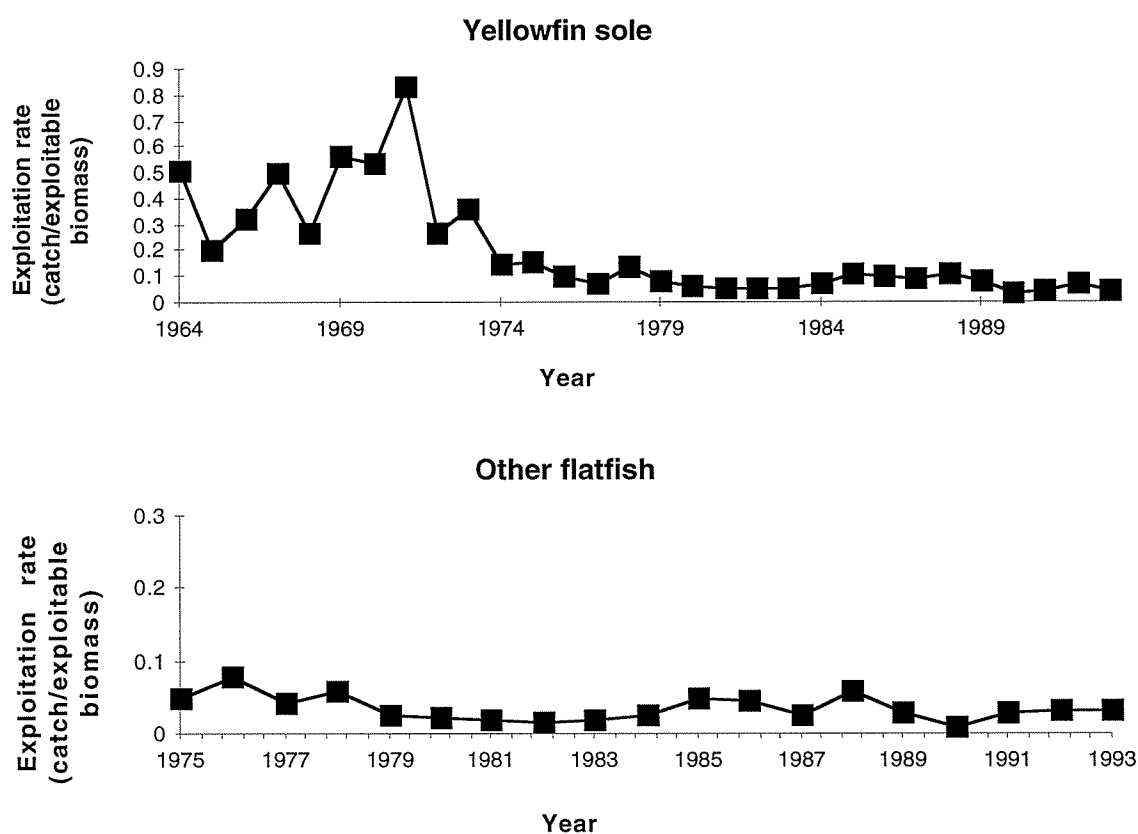 Yellowfin sole
Exploitation rate
(catch/exploitable
biomass)
0.9
0.8
0.7
0.6
0.5
0.4
0.3
0.2
0.1
0
1964 1969 1974 1979 1984 1989
Year
Other flatfish
Exploitation rate
(catch/exploitable
biomass)
0.3
0.2
0.1
0
1975 1977 1979 1981 1983 1985 1987 1989 1991 1993
Year